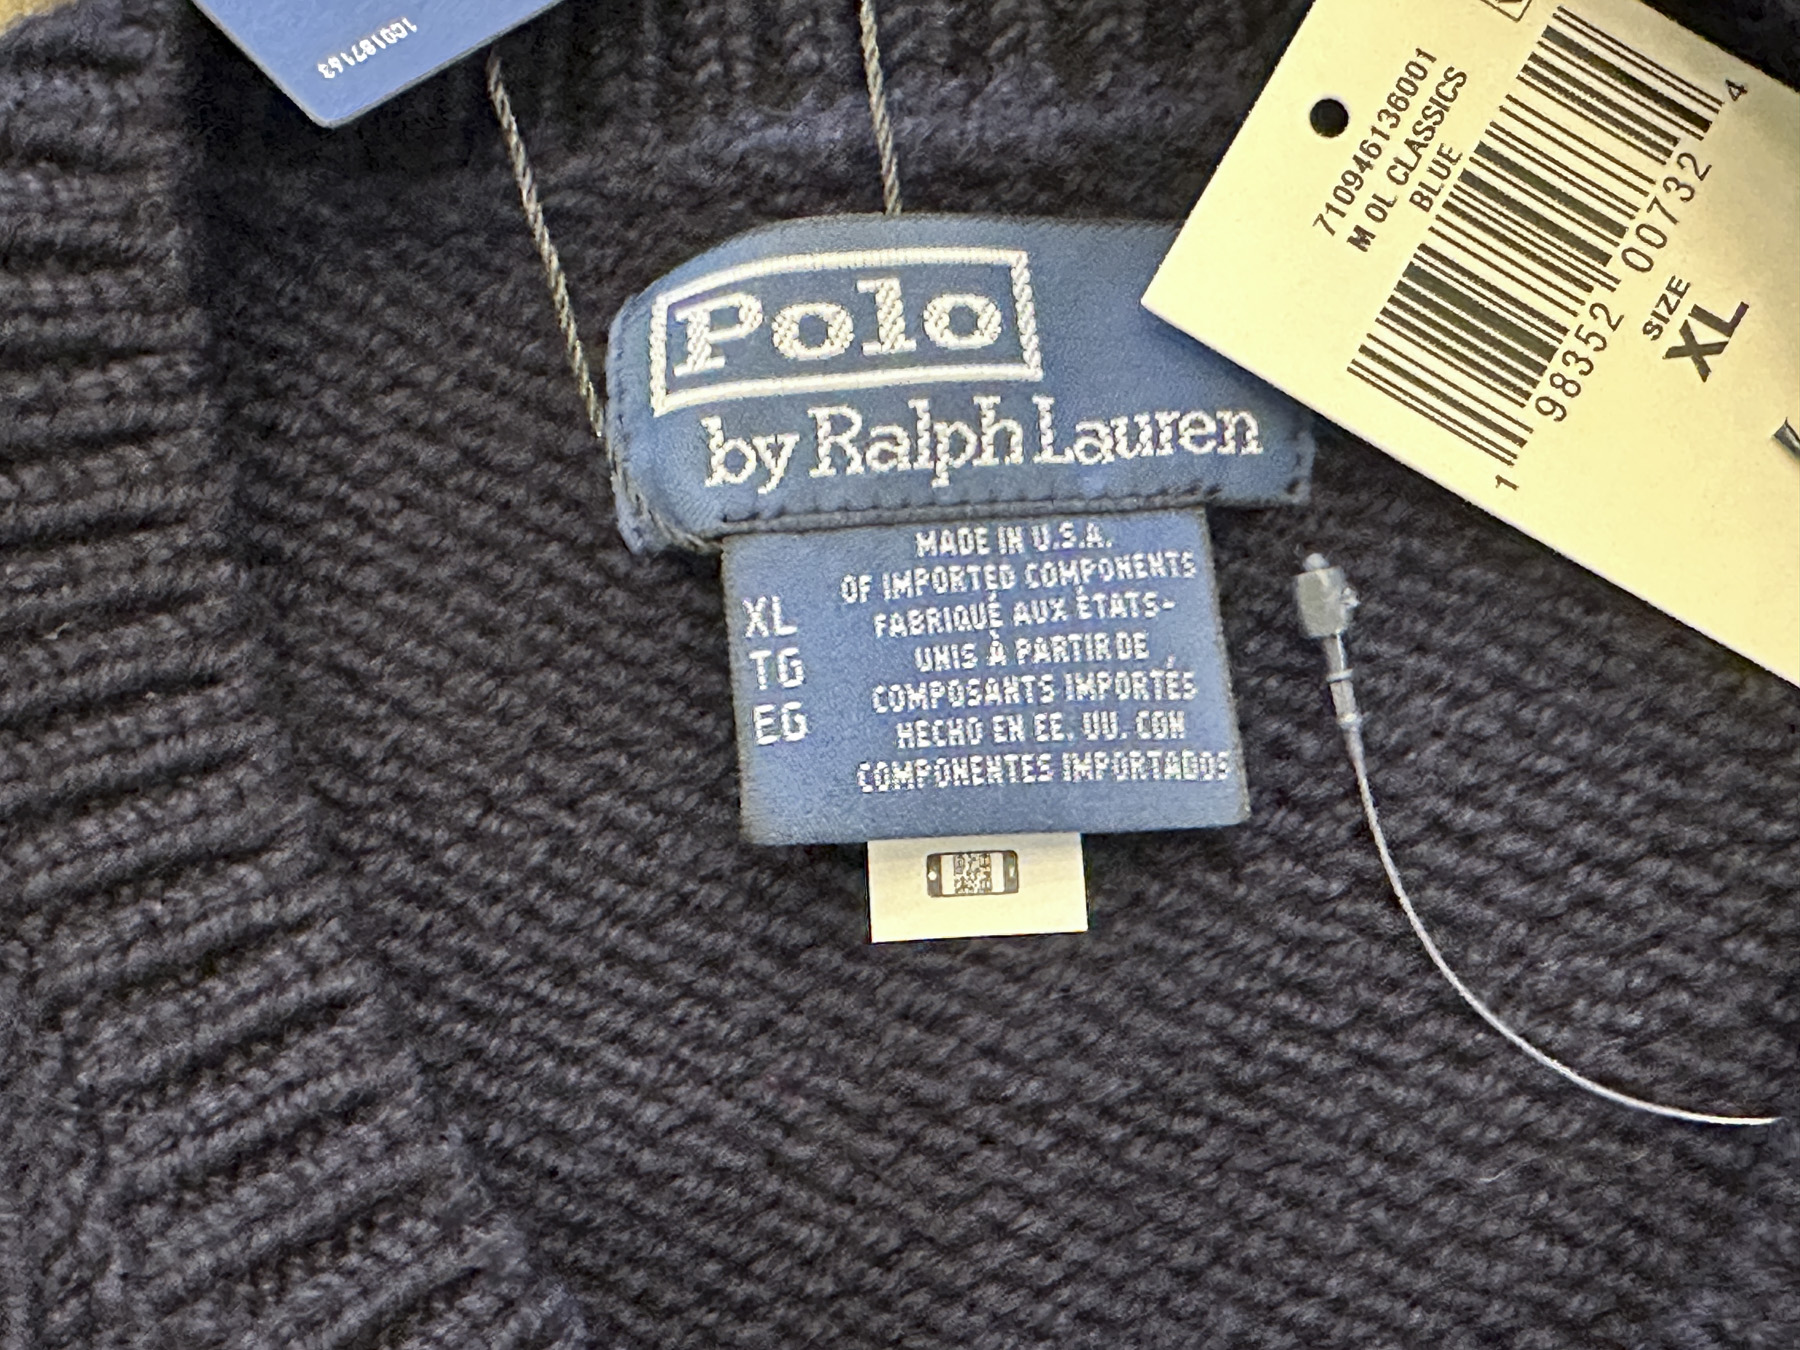 1C0187143
710946136001
M OL CLASSICS
BLUE
1 98352 00732 4
SIZE
XL
Polo
by Ralph Lauren
XL
TG
EG
MADE IN U.S.A.
OF IMPORTED COMPONENTS
FABRIQUÉ AUX ÉTATS-
UNIS À PARTIR DE
COMPOSANTS IMPORTÉS
HECHO EN EE. UU. CON
COMPONENTES IMPORTADOS